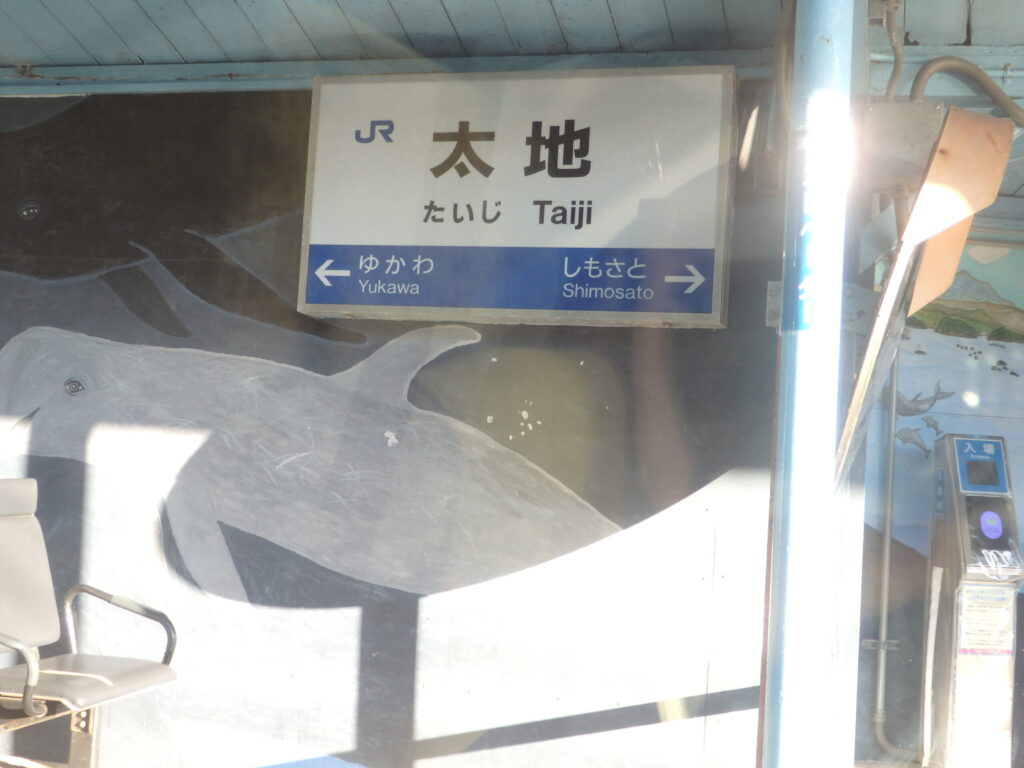 JR 太地
たいじ Taiji
ゆかわ
Yukawa
しもさと
Shimosato
入場